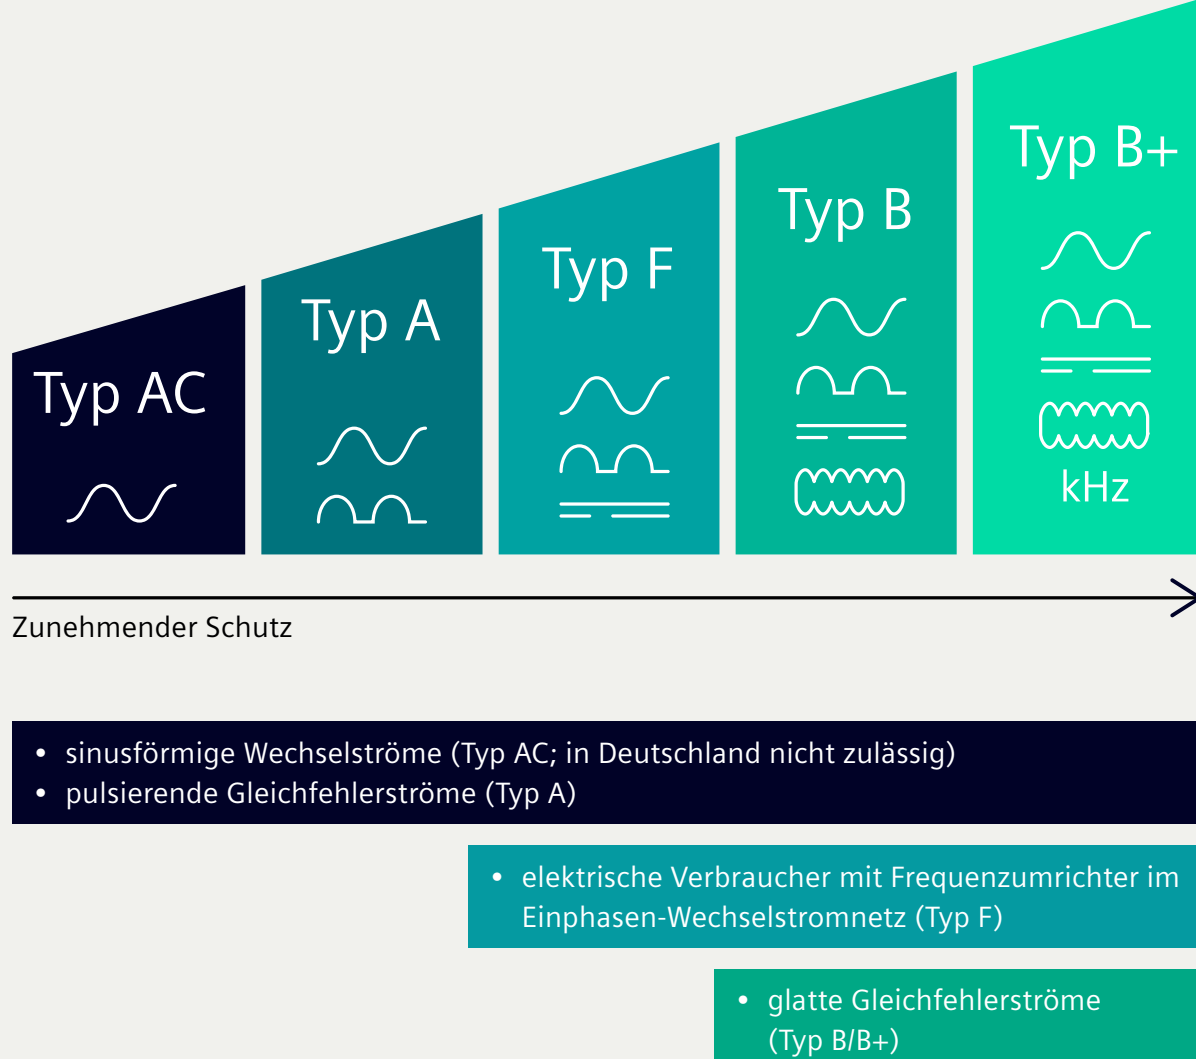 Typ AC
Typ A
Typ F
Typ B
Typ B+
kHz
Zunehmender Schutz
• sinusförmige Wechselströme (Typ AC; in Deutschland nicht zulässig)
• pulsierende Gleichfehlerströme (Typ A)
• elektrische Verbraucher mit Frequenzumrichter im
Einphasen-Wechselstromnetz (Typ F)
• glatte Gleichfehlerströme
(Typ B/B+)